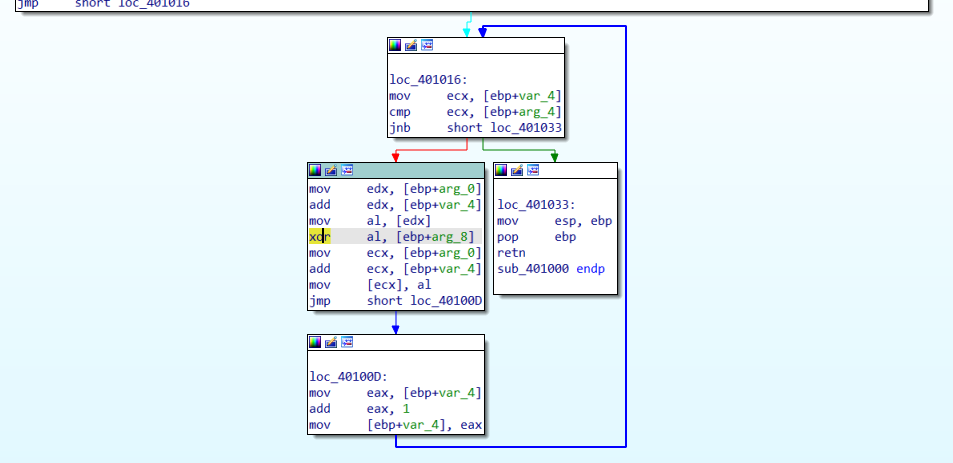 jmp     short loc_401016
loc_401016:
mov     ecx, [ebp+var_4]
cmp     ecx, [ebp+arg_4]
jnb     short loc_401033
mov     edx, [ebp+arg_0]
add     edx, [ebp+var_4]
mov     al, [edx]
xor     al, [ebp+arg_8]
mov     ecx, [ebp+arg_0]
add     ecx, [ebp+var_4]
mov     [ecx], al
jmp     short loc_40100D
loc_401033:
mov     esp, ebp
pop     ebp
retn
sub_401000 endp
loc_40100D:
mov     eax, [ebp+var_4]
add     eax, 1
mov     [ebp+var_4], eax